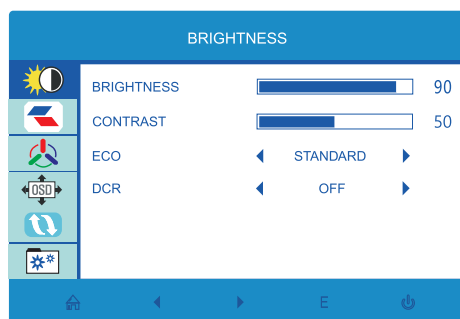 BRIGHTNESS
BRIGHTNESS 90
CONTRAST 50
ECO STANDARD
DCR OFF
OSD
E